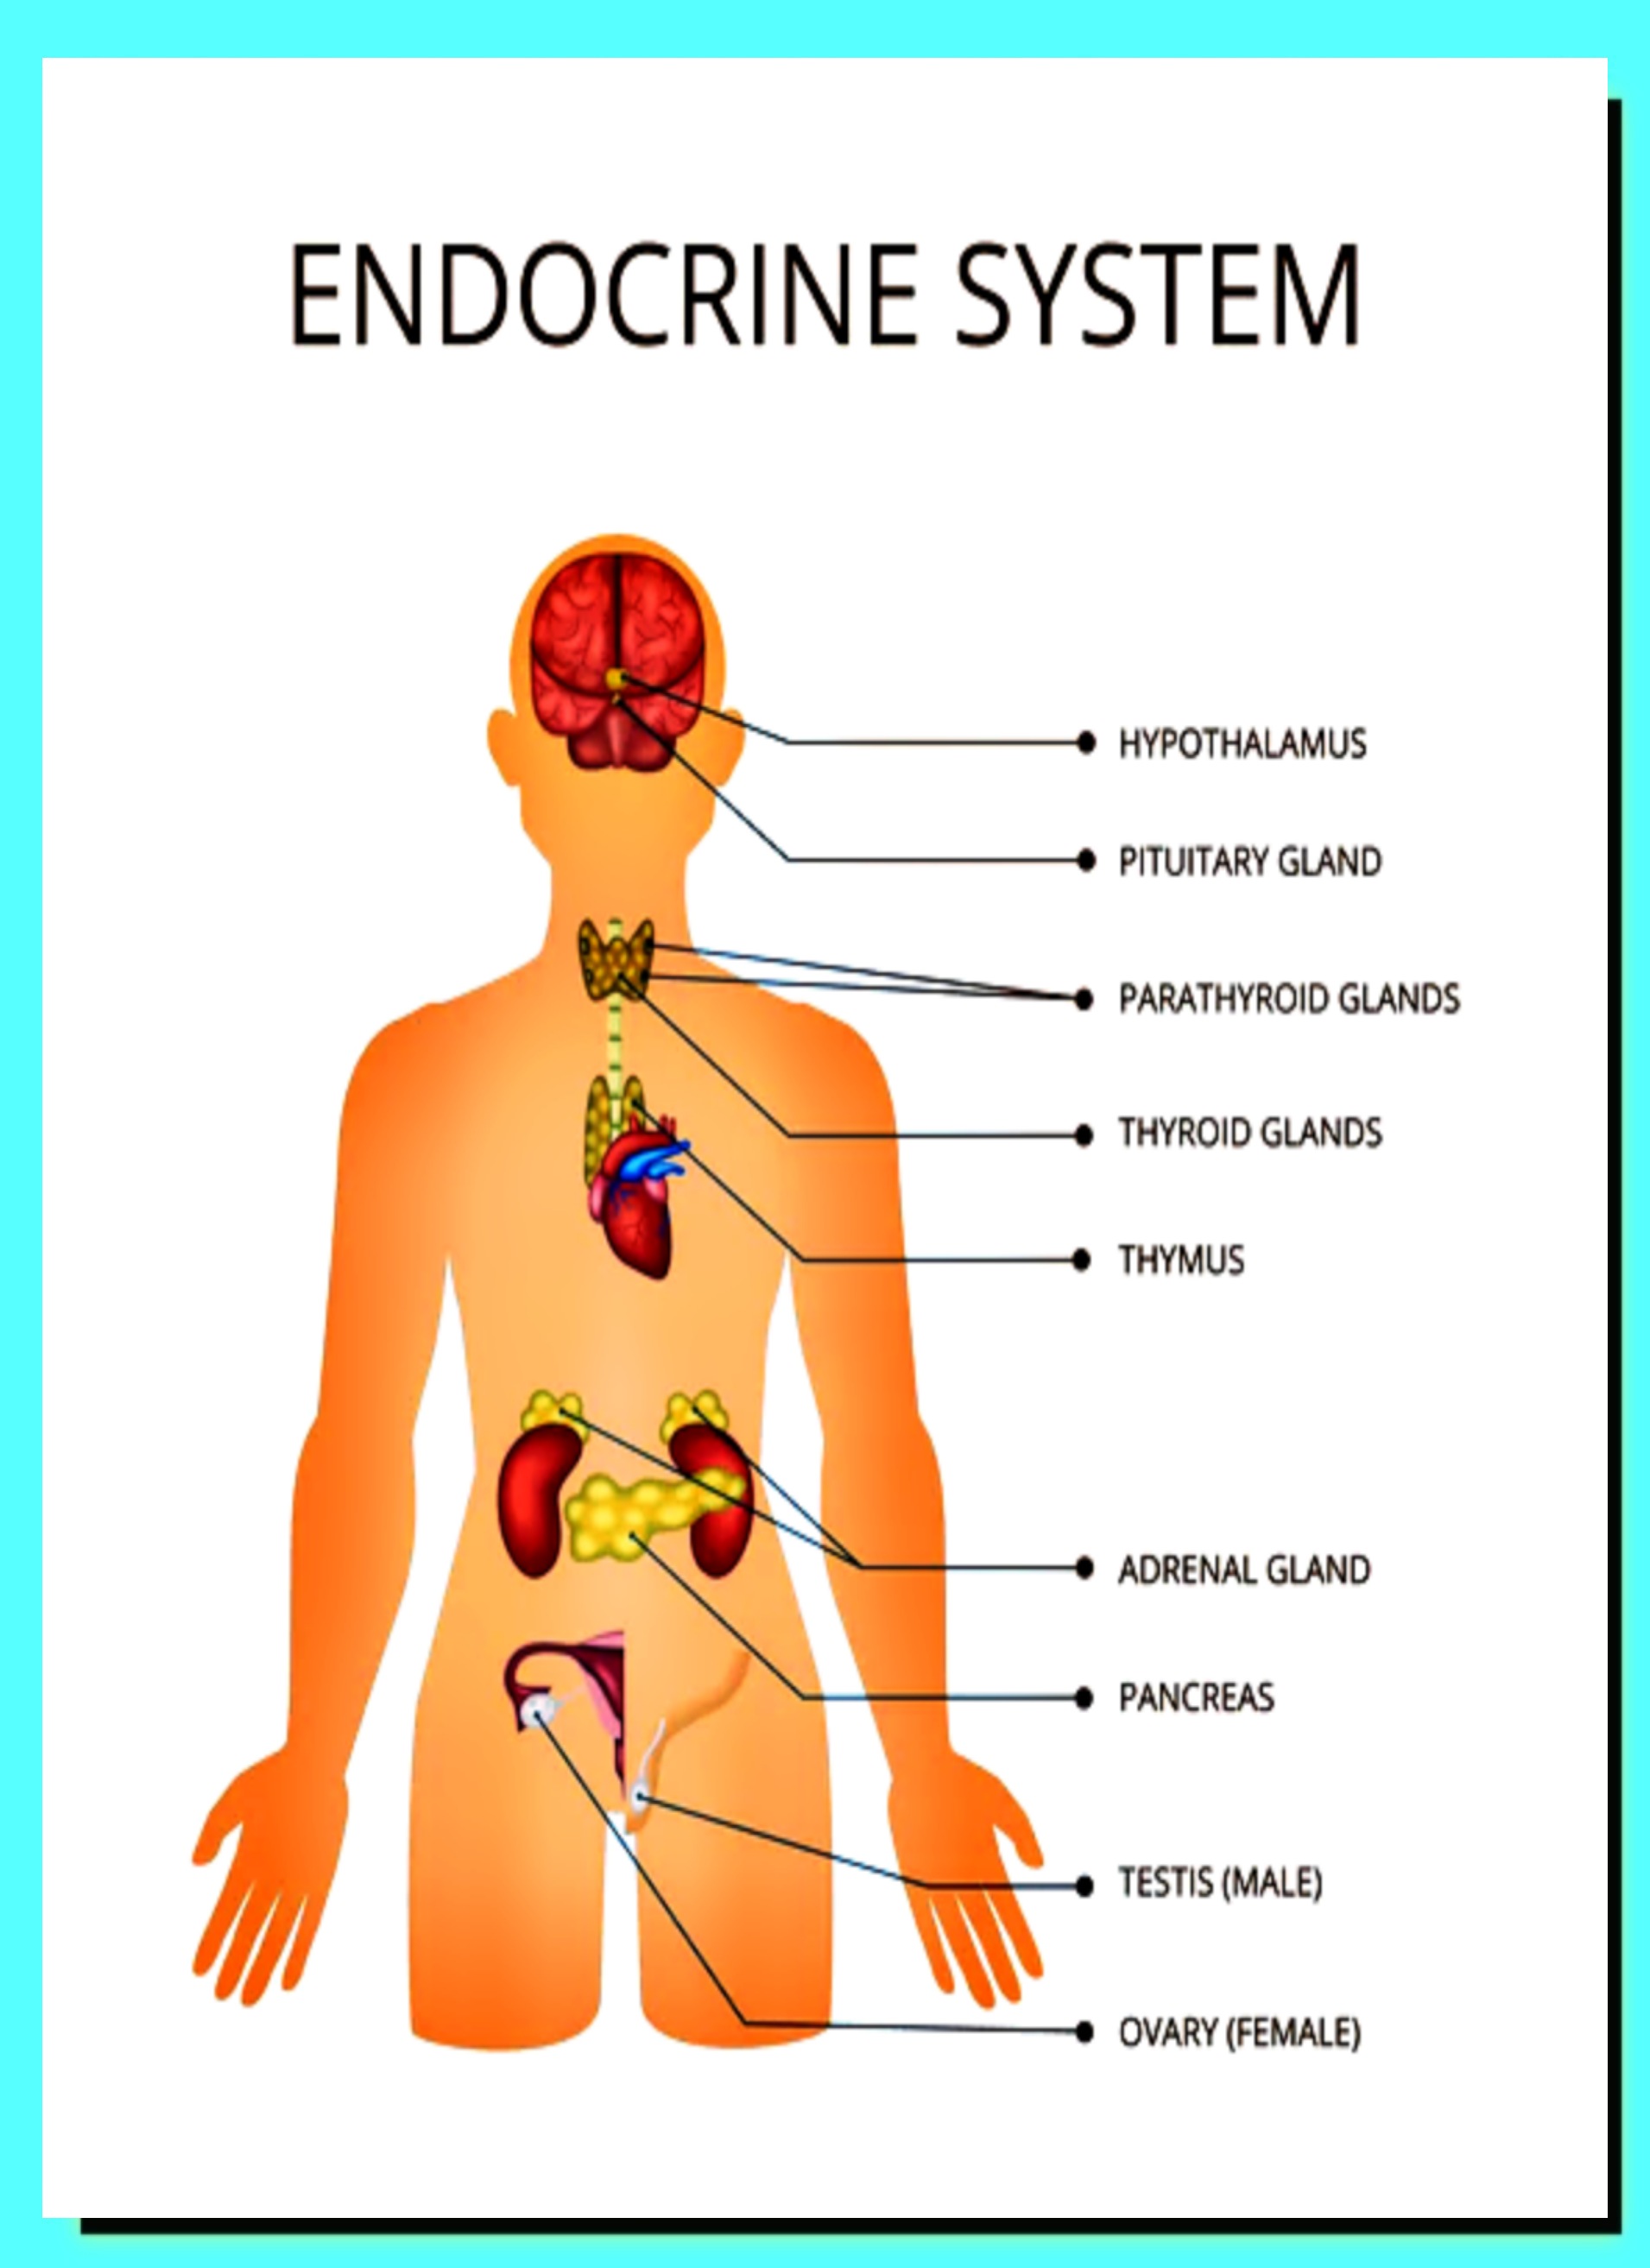 ENDOCRINE SYSTEM
HYPOTHALAMUS
PITUITARY GLAND
PARATHYROID GLANDS
THYROID GLANDS
THYMUS
ADRENAL GLAND
PANCREAS
TESTIS (MALE)
OVARY (FEMALE)